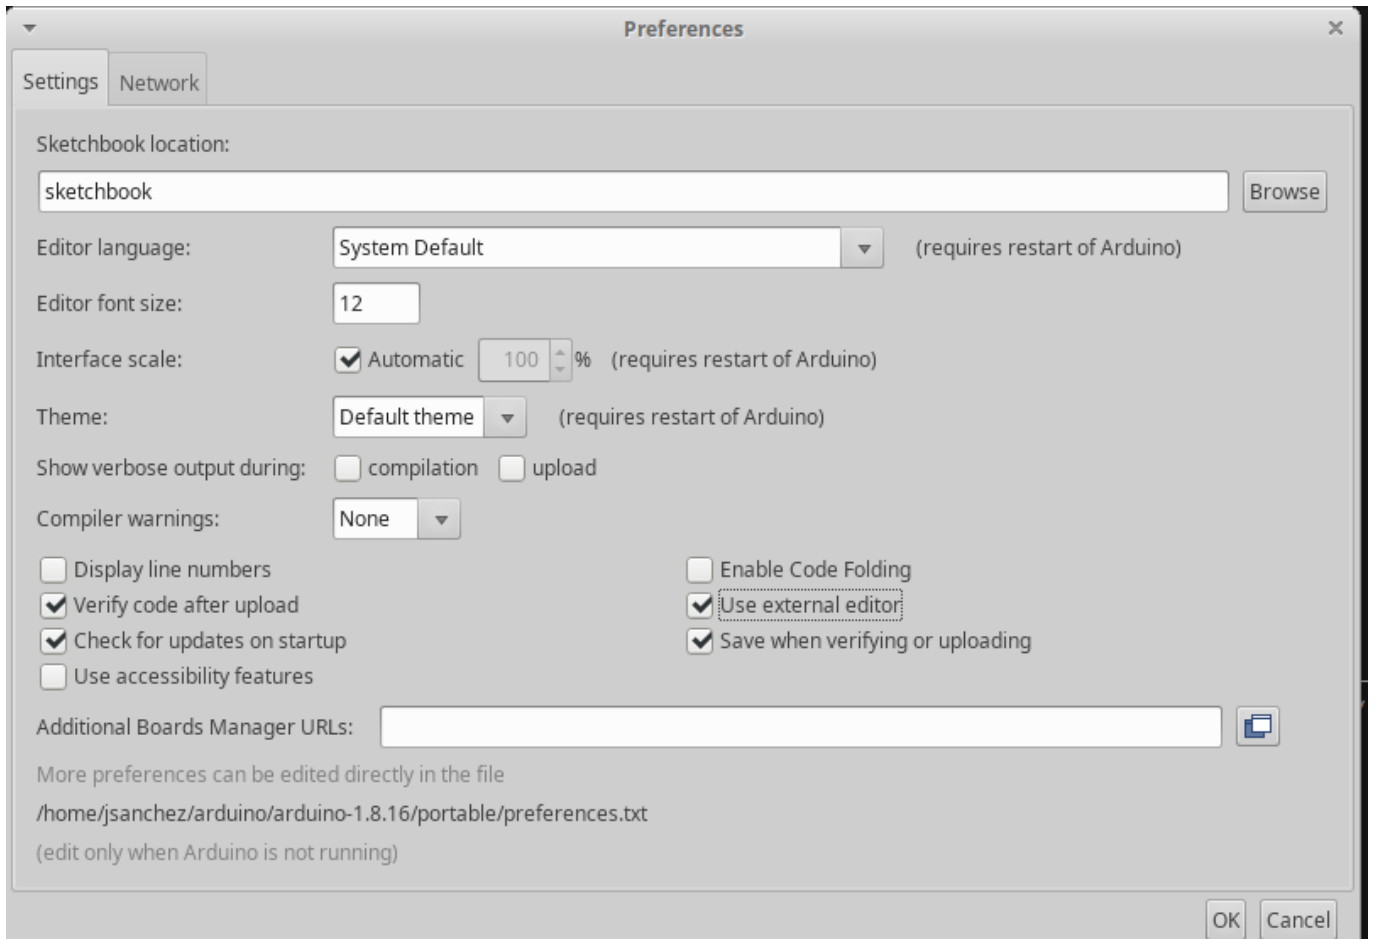 Preferences
Settings Network
Sketchbook location:
sketchbook Browse
Editor language: System Default (requires restart of Arduino)
Editor font size: 12
Interface scale: Automatic 100 % (requires restart of Arduino)
Theme: Default theme (requires restart of Arduino)
Show verbose output during: compilation upload
Compiler warnings: None
Display line numbers Enable Code Folding
Verify code after upload Use external editor
Check for updates on startup Save when verifying or uploading
Use accessibility features
Additional Boards Manager URLs:
More preferences can be edited directly in the file
/home/jsanchez/arduino/arduino-1.8.16/portable/preferences.txt
(edit only when Arduino is not running)
OK Cancel